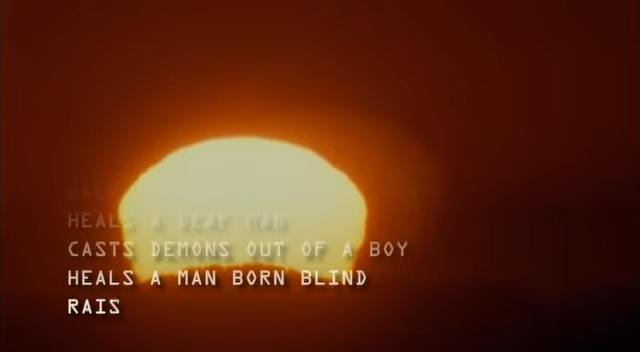 HEALS A DEAF MAN
CASTS DEMONS OUT OF A BOY
HEALS A MAN BORN BLIND
RAIS